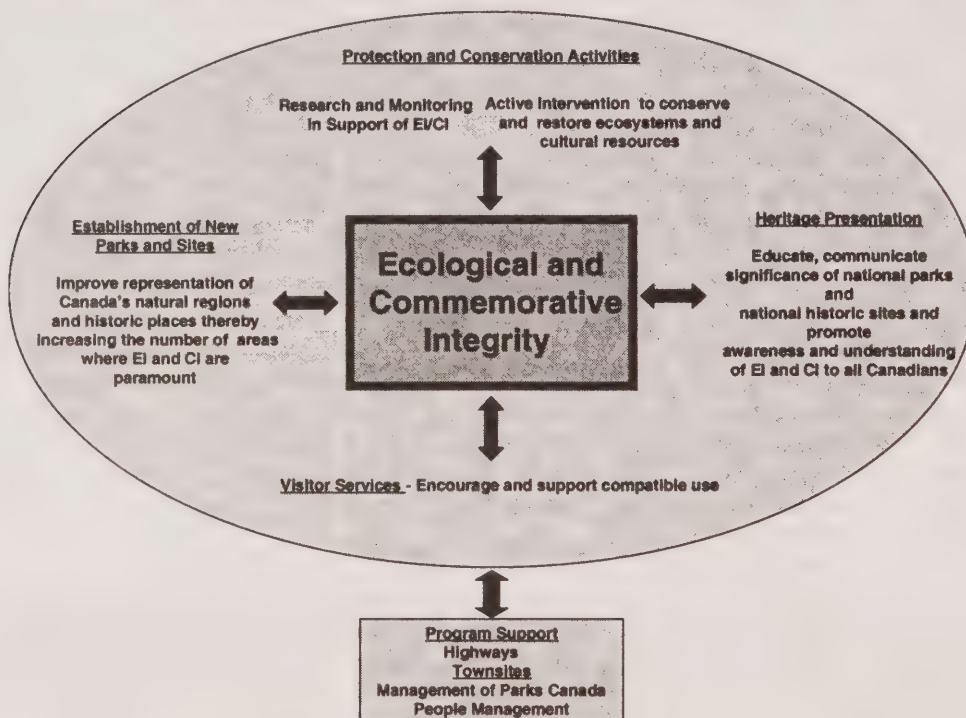 Protection and Conservation Activities
Research and Monitoring
in Support of EI/CI
Active Intervention to conserve
and restore ecosystems and
cultural resources
Establishment of New
Parks and Sites
Improve representation of
Canada's natural regions
and historic places thereby
increasing the number of areas
where EI and CI are
paramount
Ecological and
Commemorative
Integrity
Heritage Presentation
Educate, communicate
significance of national parks
and
national historic sites and
promote
awareness and understanding
of EI and CI to all Canadians
Visitor Services - Encourage and support compatible use
Program Support
Highways
Townsites
Management of Parks Canada
People Management